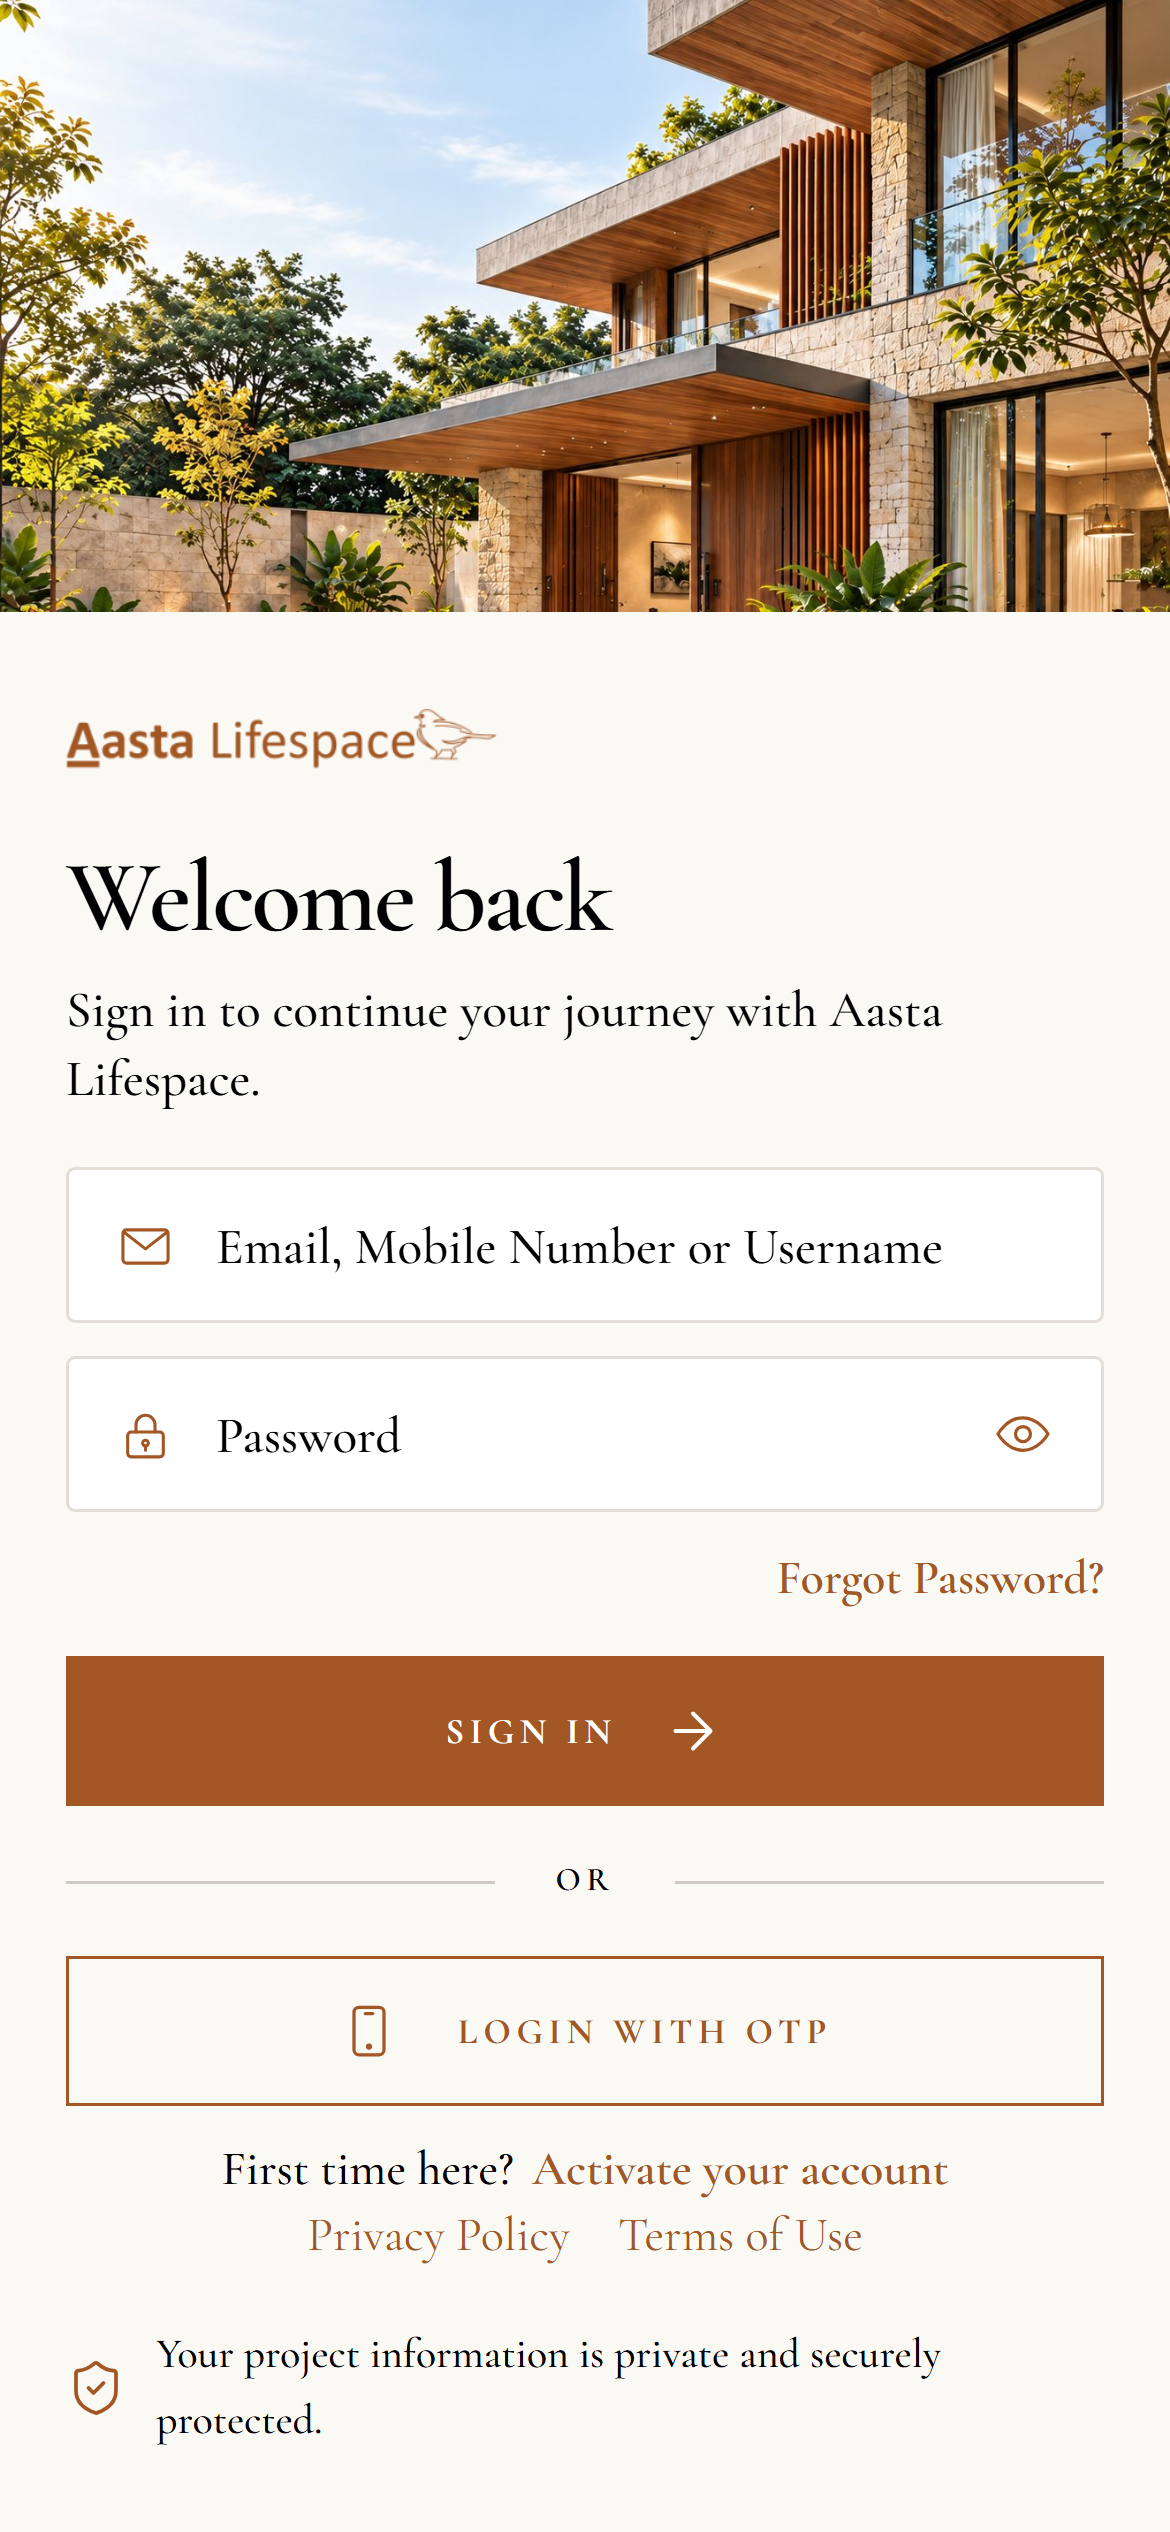 Aasta Lifespace
Welcome back
Sign in to continue your journey with Aasta
Lifespace.
Email, Mobile Number or Username
Password
Forgot Password?
SIGN IN
OR
LOGIN WITH OTP
First time here? Activate your account
Privacy Policy Terms of Use
Your project information is private and securely
protected.